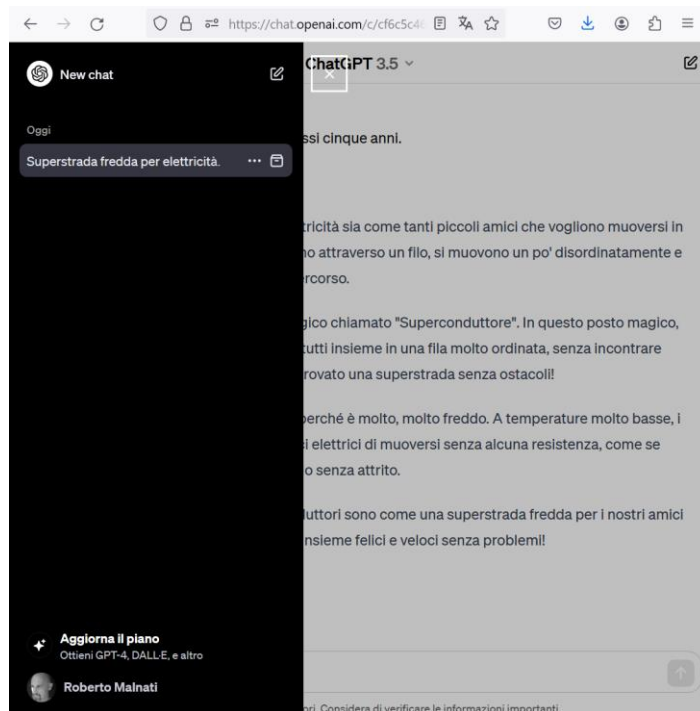 https://chat.openai.com/c/cf6c5c4
New chat
ChatGPT 3.5
Oggi
ssi cinque anni.
Superstrada fredda per elettricità.
tricità sia come tanti piccoli amici che vogliono muoversi in
no attraverso un filo, si muovono un po' disordinatamente e
rcorso.
gico chiamato "Superconduttore". In questo posto magico,
tutti insieme in una fila molto ordinata, senza incontrare
rovato una superstrada senza ostacoli!
perché è molto, molto freddo. A temperature molto basse, i
i elettrici di muoversi senza alcuna resistenza, come se
o senza attrito.
duttori sono come una superstrada fredda per i nostri amici
nsieme felici e veloci senza problemi!
Aggiorna il piano
Ottieni GPT-4, DALL·E, e altro
Roberto Malnati
ori. Considera di verificare le informazioni importanti.